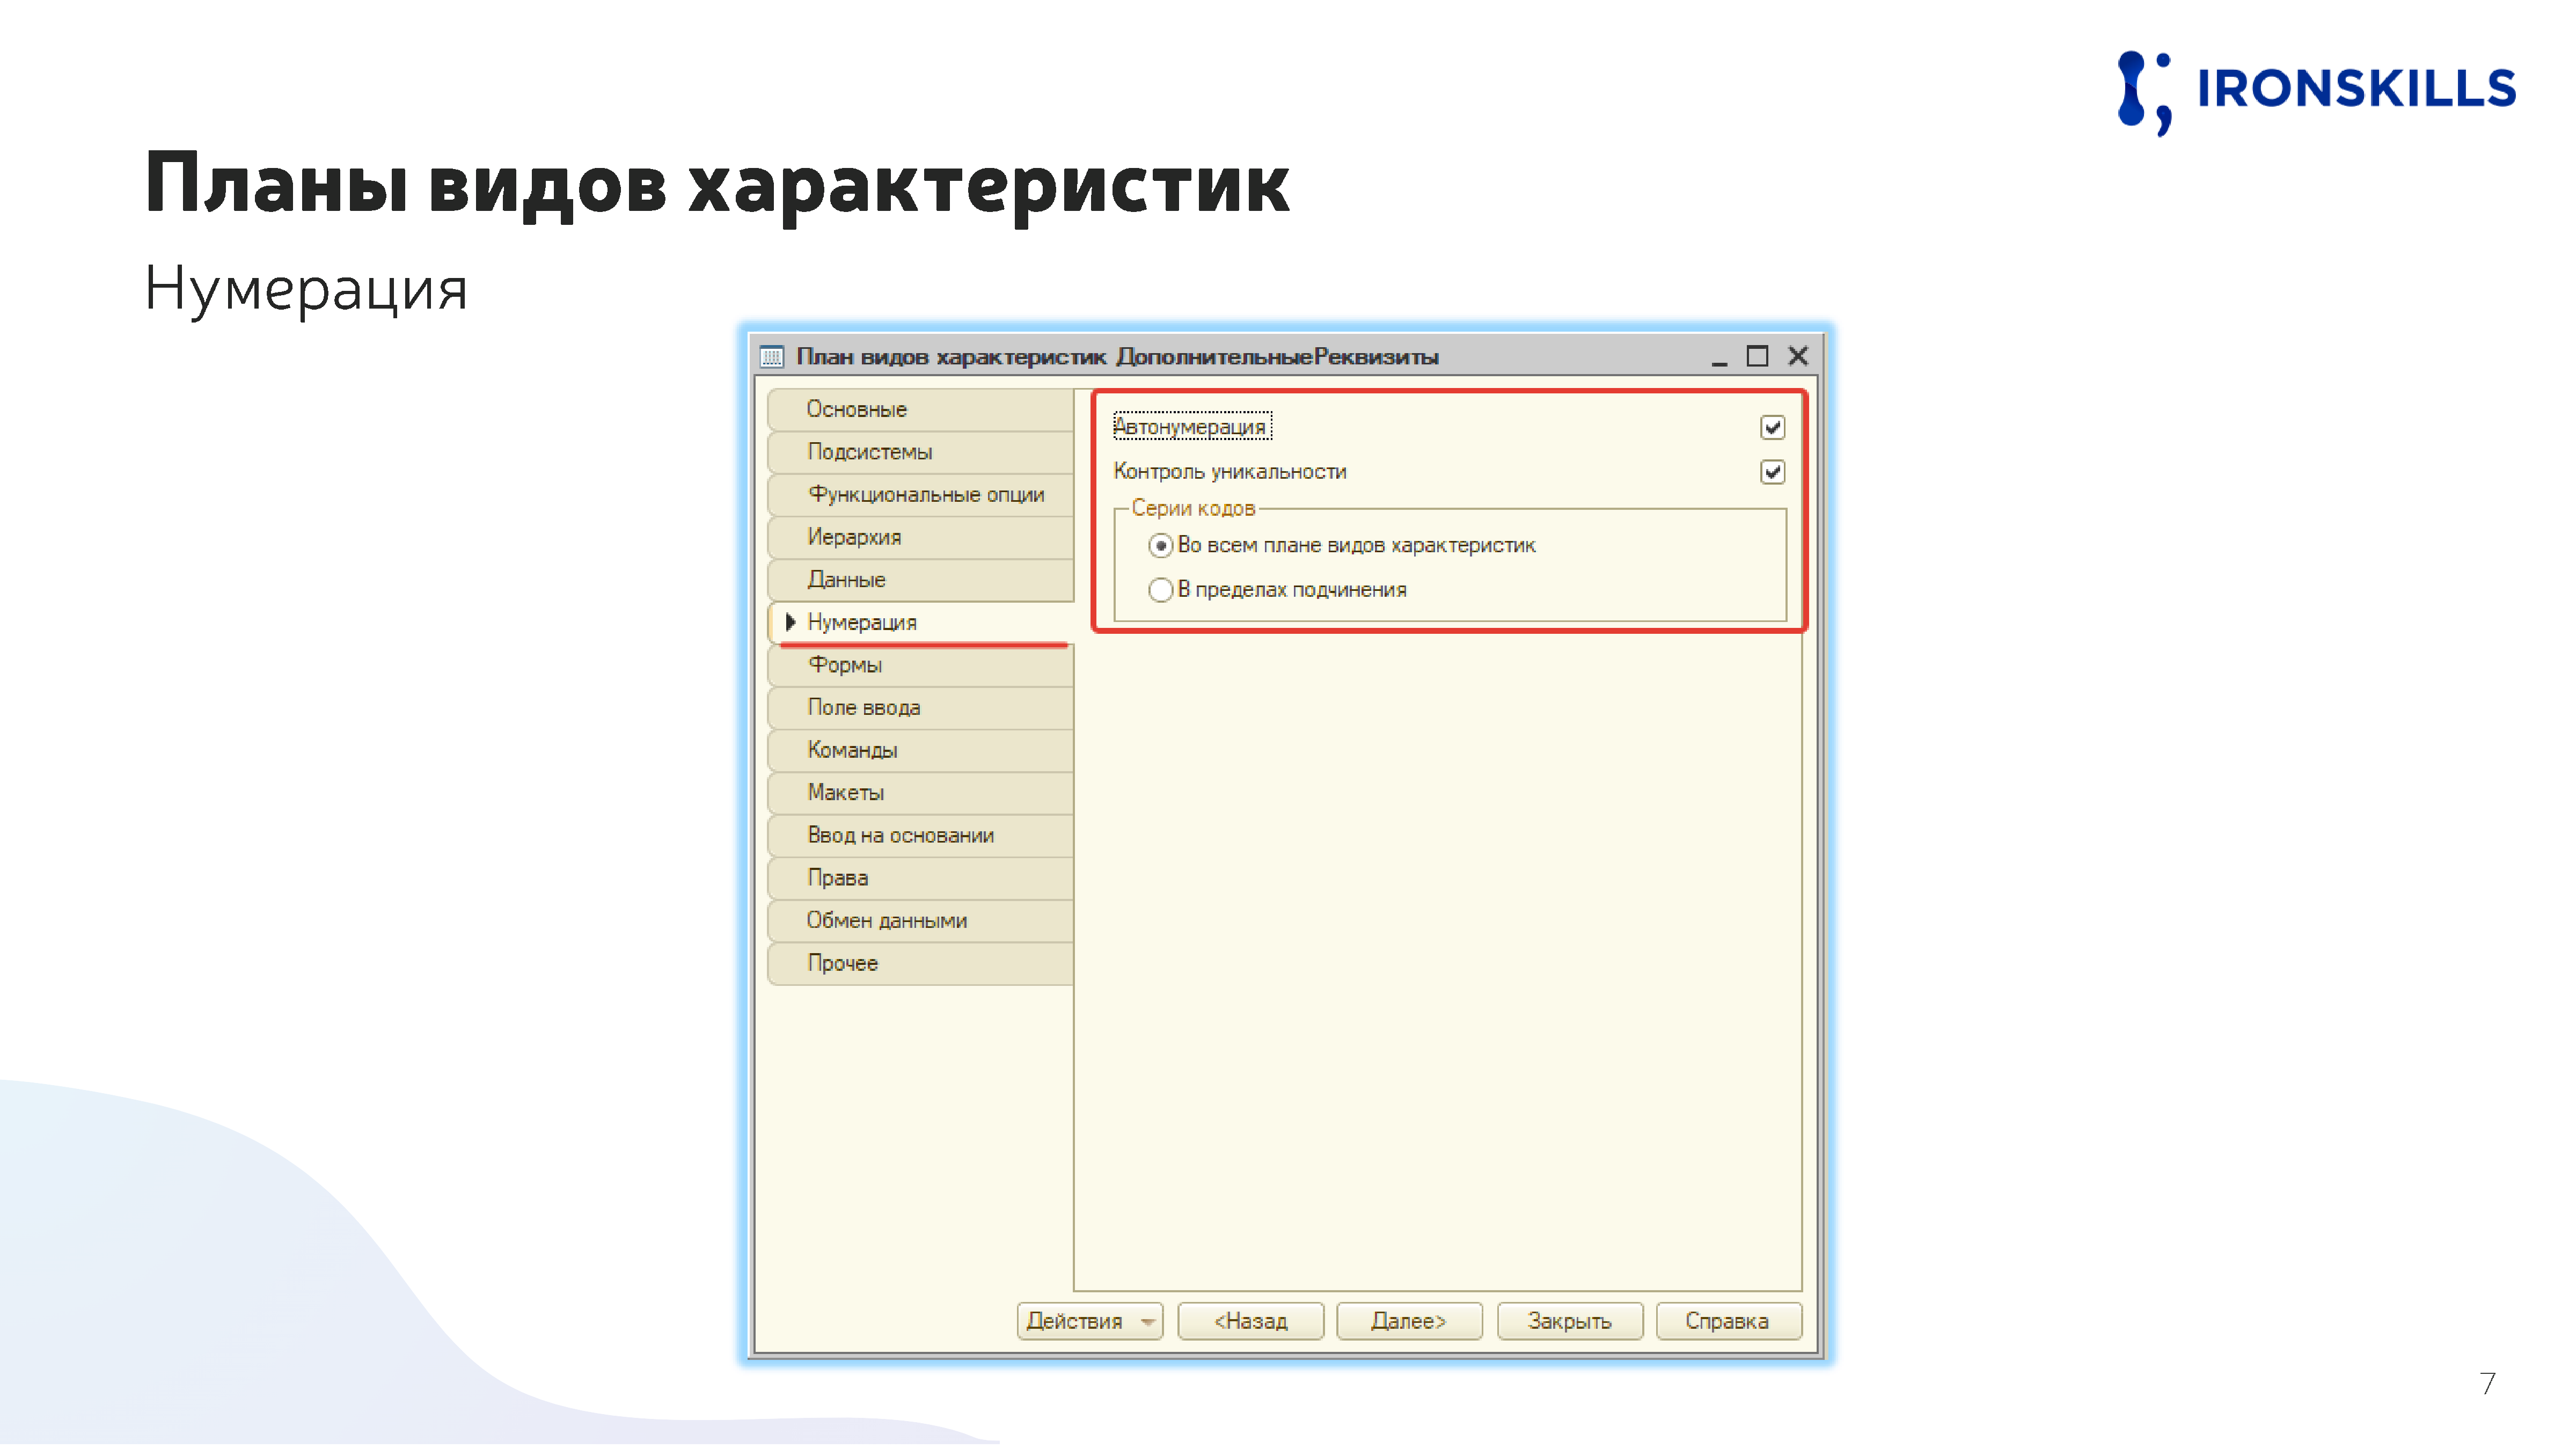 IRONSKILLS
Планы видов характеристик
Нумерация
План видов характеристик ДополнительныеРеквизиты
Основные
Подсистемы
Функциональные опции
Иерархия
Данные
Нумерация
Формы
Поле ввода
Команды
Макеты
Ввод на основании
Права
Обмен данными
Прочее
Автонумерация
Контроль уникальности
Серии кодов
Во всем плане видов характеристик
В пределах подчинения
Действия
<Назад
Далее>
Закрыть
Справка
7